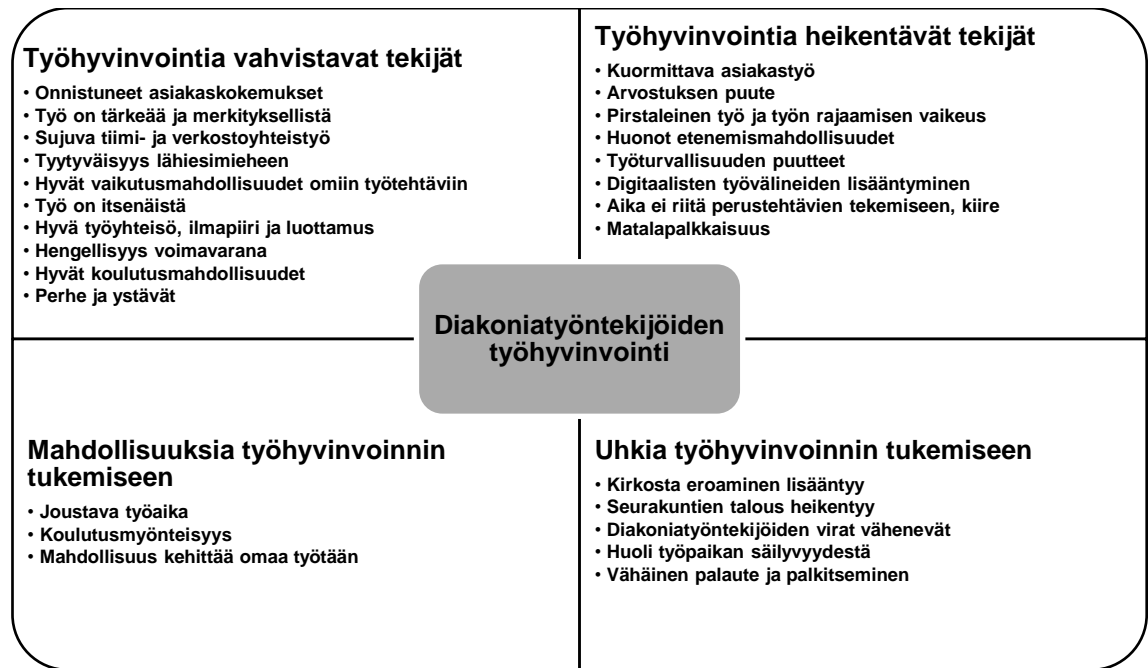 Työhyvinvointia vahvistavat tekijät
• Onnistuneet asiakaskokemukset
• Työ on tärkeää ja merkityksellistä
• Sujuva tiimi- ja verkostoyhteistyö
• Tyytyväisyys lähiesimieheen
• Hyvät vaikutusmahdollisuudet omiin työtehtäviin
• Työ on itsenäistä
• Hyvä työyhteisö, ilmapiiri ja luottamus
• Hengellisyys voimavarana
• Hyvät koulutusmahdollisuudet
• Perhe ja ystävät
Työhyvinvointia heikentävät tekijät
• Kuormittava asiakastyö
• Arvostuksen puute
• Pirstaleinen työ ja työn rajaamisen vaikeus
• Huonot etenemismahdollisuudet
• Työturvallisuuden puutteet
• Digitaalisten työvälineiden lisääntyminen
• Aika ei riitä perustehtävien tekemiseen, kiire
• Matalapalkkaisuus
Diakoniatyöntekijöiden
työhyvinvointi
Mahdollisuuksia työhyvinvoinnin
tukemiseen
• Joustava työaika
• Koulutusmyönteisyys
• Mahdollisuus kehittää omaa työtään
Uhkia työhyvinvoinnin tukemiseen
• Kirkosta eroaminen lisääntyy
• Seurakuntien talous heikentyy
• Diakoniatyöntekijöiden virat vähenevät
• Huoli työpaikan säilyvyydestä
• Vähäinen palaute ja palkitseminen